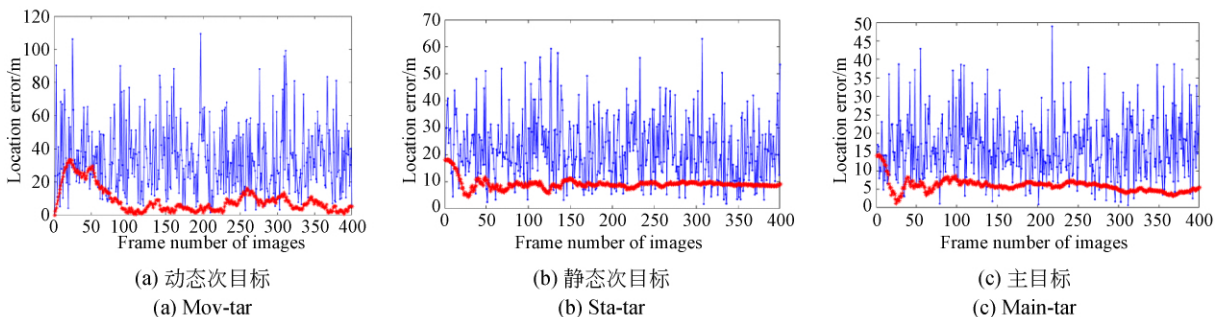 120
100
80
60
40
20
0
Location error/m
0 50 100 150 200 250 300 350 400
Frame number of images
(a) 动态次目标
(a) Mov-tar
70
60
50
40
30
20
10
0
Location error/m
0 50 100 150 200 250 300 350 400
Frame number of images
(b) 静态次目标
(b) Sta-tar
50
45
40
35
30
25
20
15
10
5
0
Location error/m
0 50 100 150 200 250 300 350 400
Frame number of images
(c) 主目标
(c) Main-tar